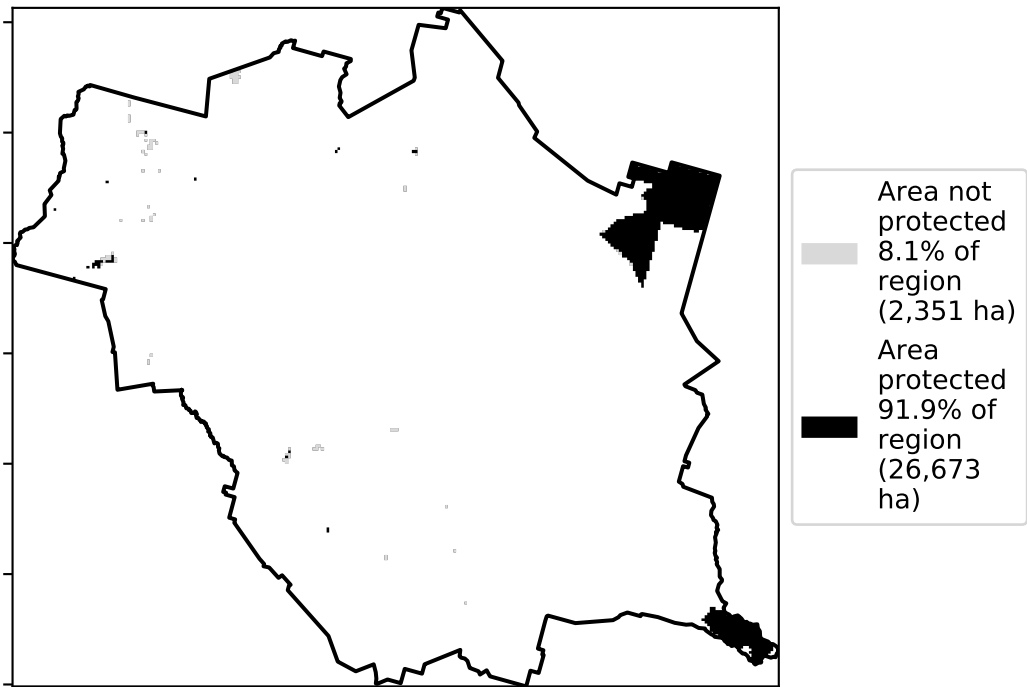 Area not
protected
8.1% of
region
(2,351 ha)
Area
protected
91.9% of
region
(26,673
ha)